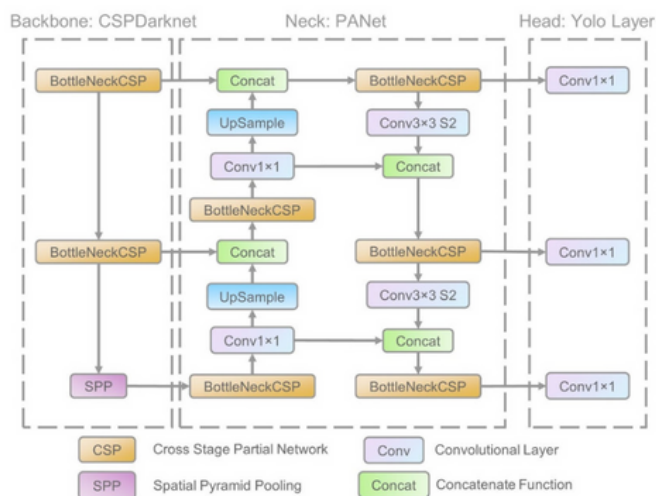 Backbone: CSPDarknet
Neck: PANet
Head: Yolo Layer
BottleNeckCSP
Concat
BottleNeckCSP
Conv1×1
UpSample
Conv3×3 S2
Conv1×1
Concat
BottleNeckCSP
BottleNeckCSP
Concat
BottleNeckCSP
Conv1×1
UpSample
Conv3×3 S2
Conv1×1
Concat
SPP
BottleNeckCSP
BottleNeckCSP
Conv1×1
CSP
Cross Stage Partial Network
Conv
Convolutional Layer
SPP
Spatial Pyramid Pooling
Concat
Concatenate Function